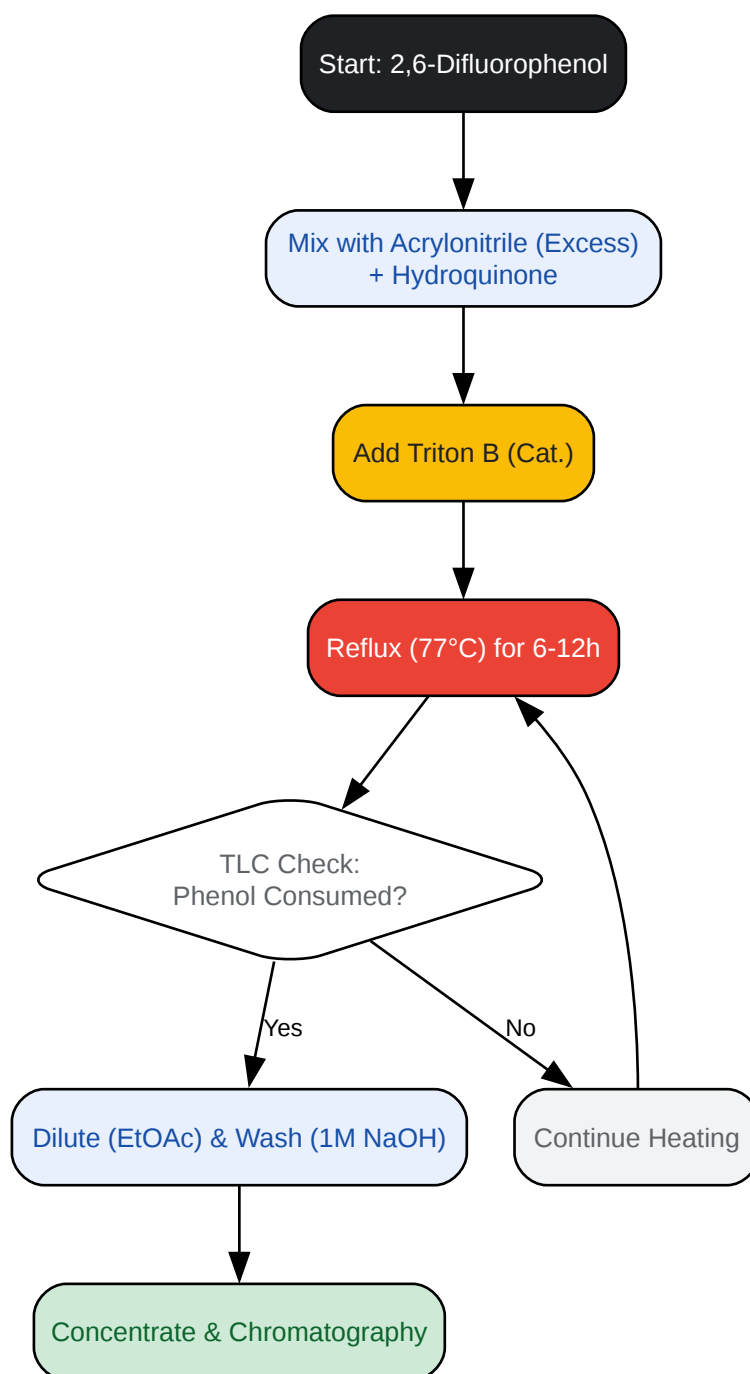 Start: 2,6-Difluorophenol
Mix with Acrylonitrile (Excess)
+ Hydroquinone
Add Triton B (Cat.)
Reflux (77°C) for 6-12h
TLC Check:
Phenol Consumed?
Yes
No
Dilute (EtOAc) & Wash (1M NaOH)
Continue Heating
Concentrate & Chromatography